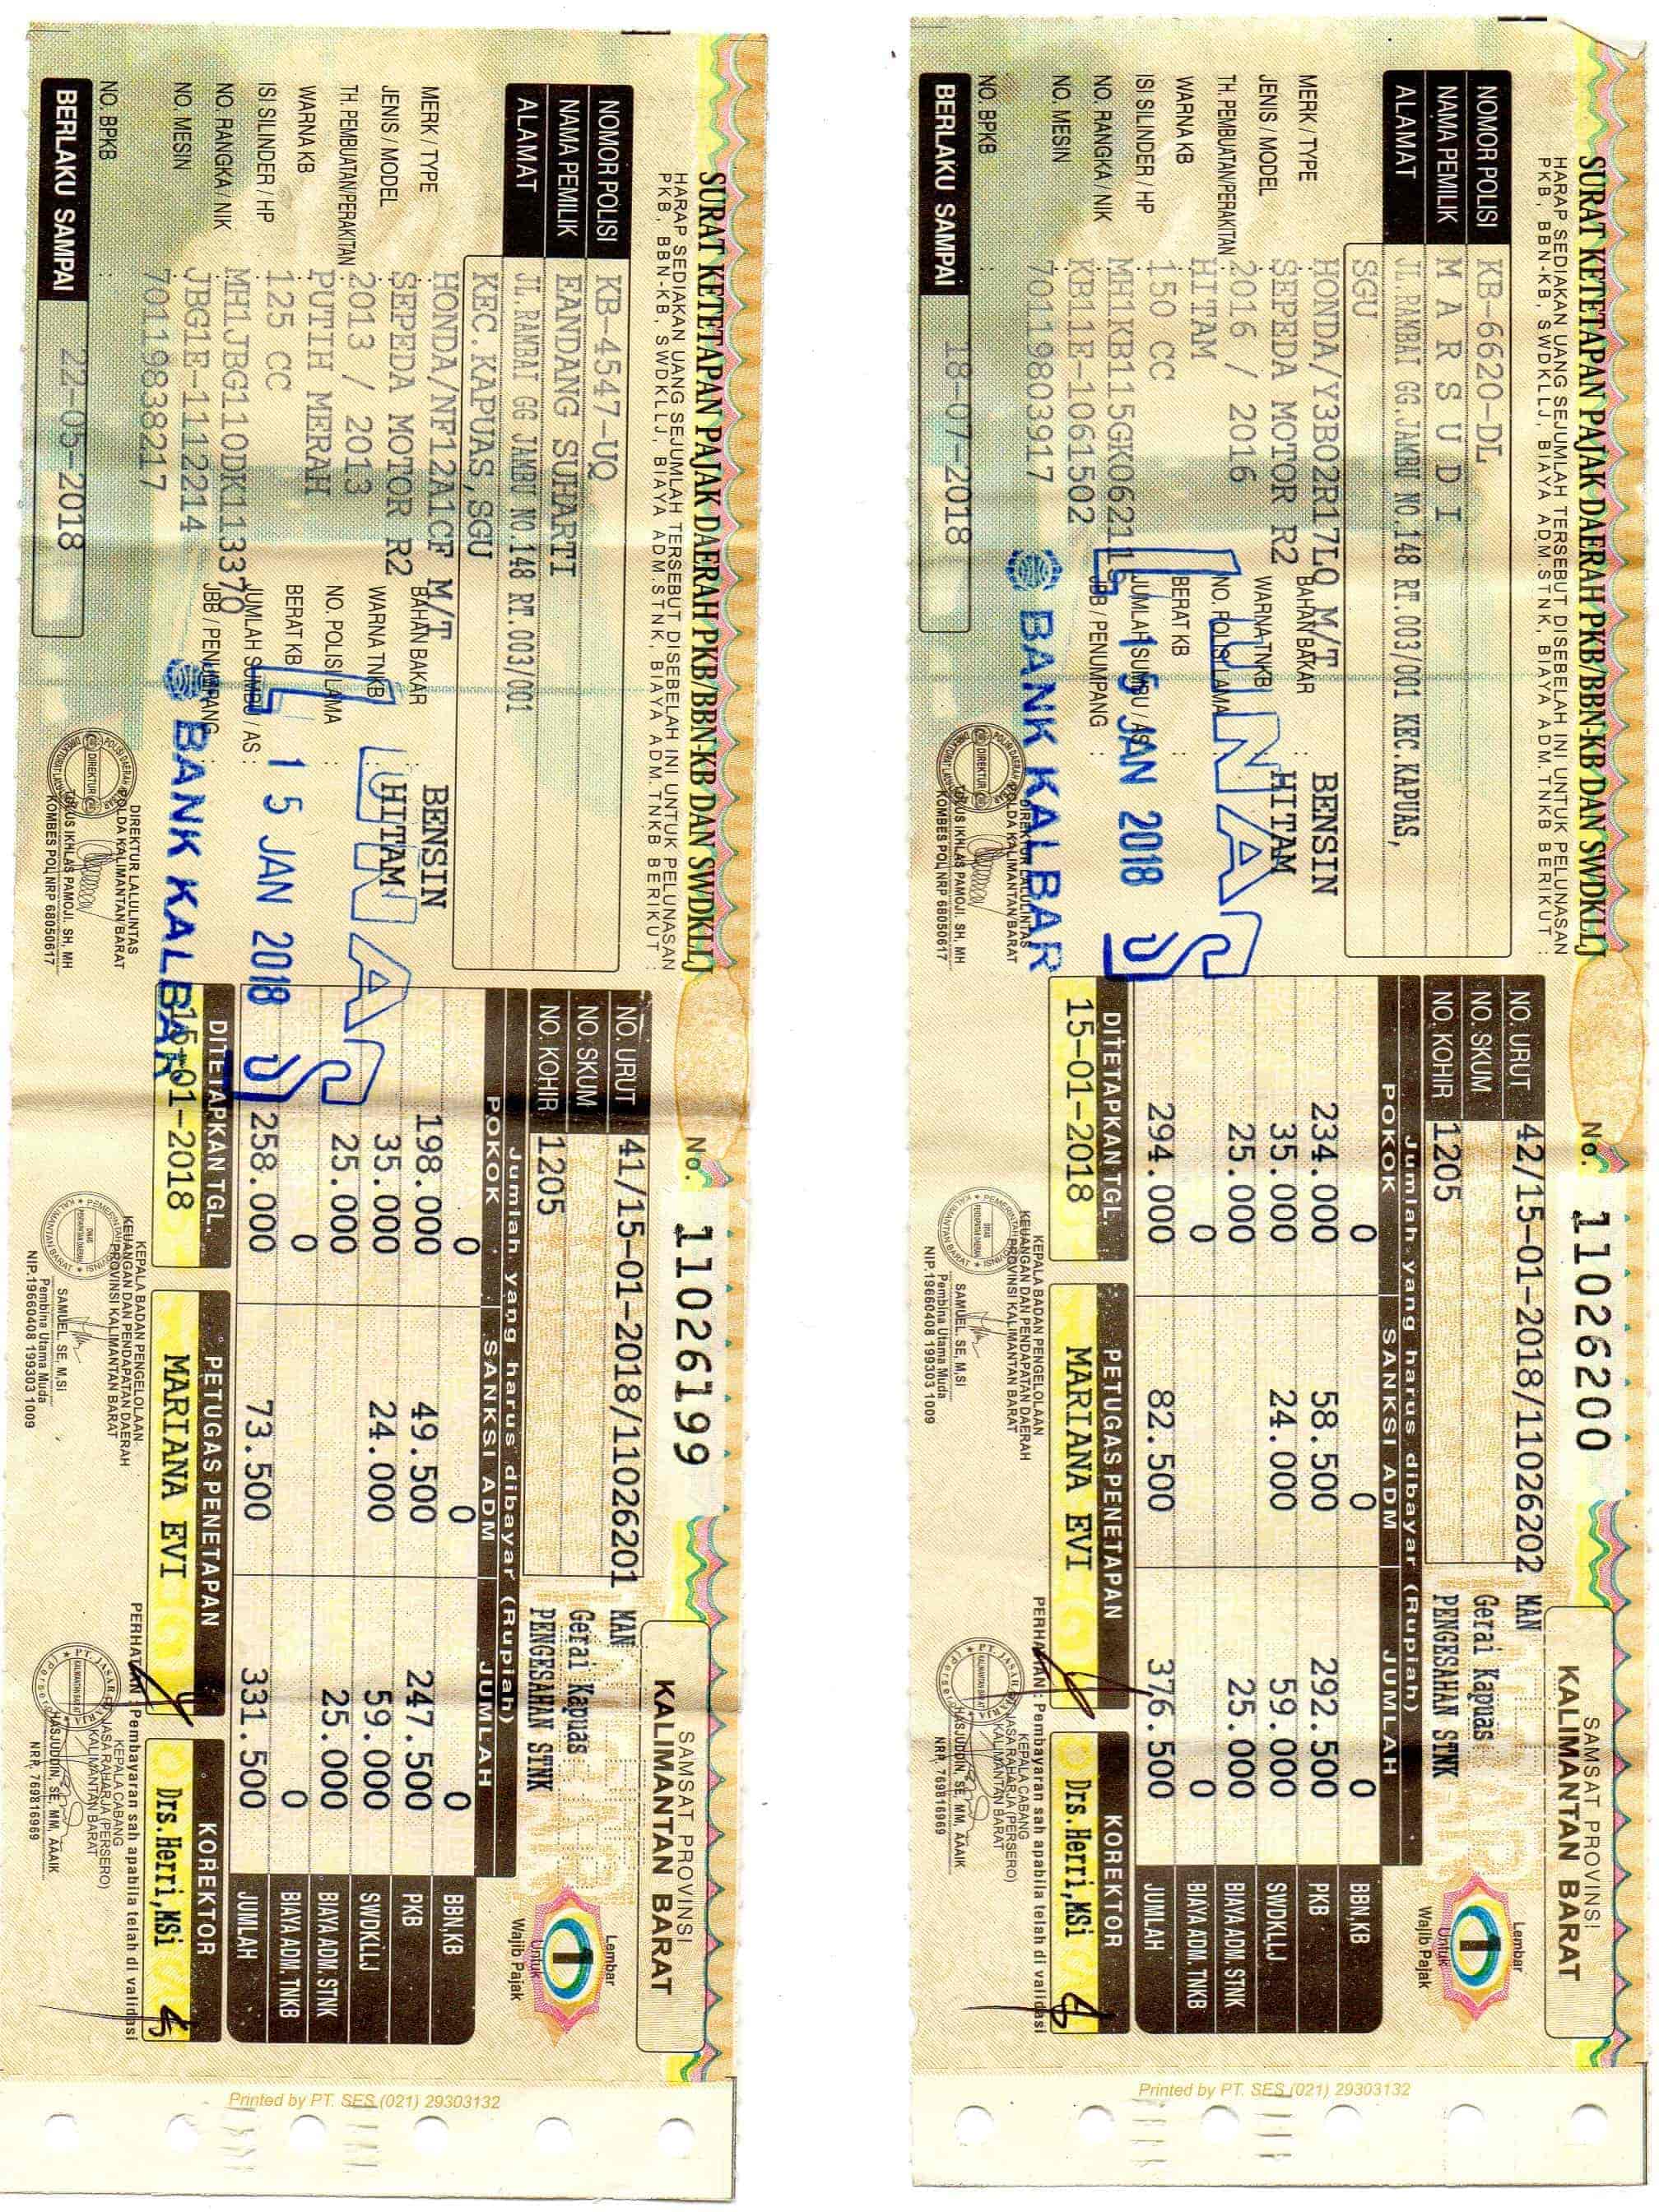 SURAT KETETAPAN PAJAK DAERAH PKB/BBN-KB DAN SWDKLLJ
HARAP SEDIAKAN UANG SEJUMLAH TERSEBUT DISEBELAH INI UNTUK PELUNASAN
PKB, BBN-KB, SWDKLLJ, BIAYA ADM.STNK, BIAYA ADM.TNKB BERIKUT :
NOMOR POLISI KB-6620-DL
NAMA PEMILIK M A R S U D I
ALAMAT JL.RAMBAI GG.JAMBU NO.148 RT.003/001 KEC.KAPUAS,
SGU
MERK / TYPE : HONDA/Y3B02R17L0 M/T
JENIS / MODEL : SEPEDA MOTOR R2
TH. PEMBUATAN/PERAKITAN : 2016 / 2016
WARNA KB : HITAM
ISI SILINDER / HP : 150 CC
NO. RANGKA / NIK : MH1KB115GK062115
NO. MESIN : KB11E-1061502
NO. BPKB : 70119803917
BAHAN BAKAR : BENSIN
WARNA TNKB : HITAM
NO. POLISI LAMA :
BERAT KB :
JUMLAH SUMBU / AS :
JBB / PENUMPANG :
BERLAKU SAMPAI 18-07-2018
LUNAS
15 JAN 2018
BANK KALBAR
DIREKTUR LALULINTAS
POLDA KALIMANTAN BARAT
KOMBES POL NRP 68050617
No. 11026200
SAMSAT PROVINSI
KALIMANTAN BARAT
NO. URUT 42/15-01-2018/11026202 MAN
NO. SKUM Gerai Kapuas
NO. KOHIR 1205 PENGESAHAN STNK
Lembar
1
Untuk
Wajib Pajak
Jumlah yang harus dibayar (Rupiah)
POKOK SANKSI ADM JUMLAH
0 0 0 BBN,KB
234.000 58.500 292.500 PKB
35.000 24.000 59.000 SWDKLLJ
25.000 25.000 BIAYA ADM. STNK
0 0 BIAYA ADM. TNKB
294.000 82.500 376.500 JUMLAH
DITETAPKAN TGL. PETUGAS PENETAPAN KOREKTOR
15-01-2018 MARIANA EVI Drs.Herri,MSi
PERHATIAN : Pembayaran sah apabila telah di validasi
KEPALA BADAN PENGELOLAAN
KEUANGAN DAN PENDAPATAN DAERAH
PROVINSI KALIMANTAN BARAT
SAMUEL, SE, M,Si
Pembina Utama Muda
NIP.19660408 199303 1009
KEPALA CABANG
JASA RAHARJA (PERSERO)
KALIMANTAN BARAT
HASJUDDIN, SE, MM, AAAIK
NRP, 769816969
Printed by PT. SES (021) 29303132
SURAT KETETAPAN PAJAK DAERAH PKB/BBN-KB DAN SWDKLLJ
HARAP SEDIAKAN UANG SEJUMLAH TERSEBUT DISEBELAH INI UNTUK PELUNASAN
PKB, BBN-KB, SWDKLLJ, BIAYA ADM.STNK, BIAYA ADM.TNKB BERIKUT :
NOMOR POLISI KB-4547-UQ
NAMA PEMILIK EANDANG SUHARTI
ALAMAT JL.RAMBAI GG JAMBU NO.148 RT.003/001
KEC.KAPUAS,SGU
MERK / TYPE : HONDA/NF12A1CF M/T
JENIS / MODEL : SEPEDA MOTOR R2
TH. PEMBUATAN/PERAKITAN : 2013 / 2013
WARNA KB : PUTIH MERAH
ISI SILINDER / HP : 125 CC
NO. RANGKA / NIK : MH1JBG110DK113370
NO. MESIN : JBG1E-1112214
NO. BPKB : 70119838217
BAHAN BAKAR : BENSIN
WARNA TNKB : HITAM
NO. POLISI LAMA :
BERAT KB :
JUMLAH SUMBU / AS :
JBB / PENUMPANG :
BERLAKU SAMPAI 22-05-2018
LUNAS
15 JAN 2018
BANK KALBAR
DIREKTUR LALULINTAS
POLDA KALIMANTAN BARAT
KOMBES POL NRP 68050617
No. 11026199
SAMSAT PROVINSI
KALIMANTAN BARAT
NO. URUT 41/15-01-2018/11026201 MAN
NO. SKUM Gerai Kapuas
NO. KOHIR 1205 PENGESAHAN STNK
Lembar
1
Untuk
Wajib Pajak
Jumlah yang harus dibayar (Rupiah)
POKOK SANKSI ADM JUMLAH
0 0 0 BBN,KB
198.000 49.500 247.500 PKB
35.000 24.000 59.000 SWDKLLJ
25.000 25.000 BIAYA ADM. STNK
0 0 BIAYA ADM. TNKB
258.000 73.500 331.500 JUMLAH
DITETAPKAN TGL. PETUGAS PENETAPAN KOREKTOR
15-01-2018 MARIANA EVI Drs.Herri,MSi
PERHATIAN : Pembayaran sah apabila telah di validasi
KEPALA BADAN PENGELOLAAN
KEUANGAN DAN PENDAPATAN DAERAH
PROVINSI KALIMANTAN BARAT
SAMUEL, SE, M,Si
Pembina Utama Muda
NIP.19660408 199303 1009
KEPALA CABANG
JASA RAHARJA (PERSERO)
KALIMANTAN BARAT
HASJUDDIN, SE, MM, AAAIK
NRP, 769816969
Printed by PT. SES (021) 29303132